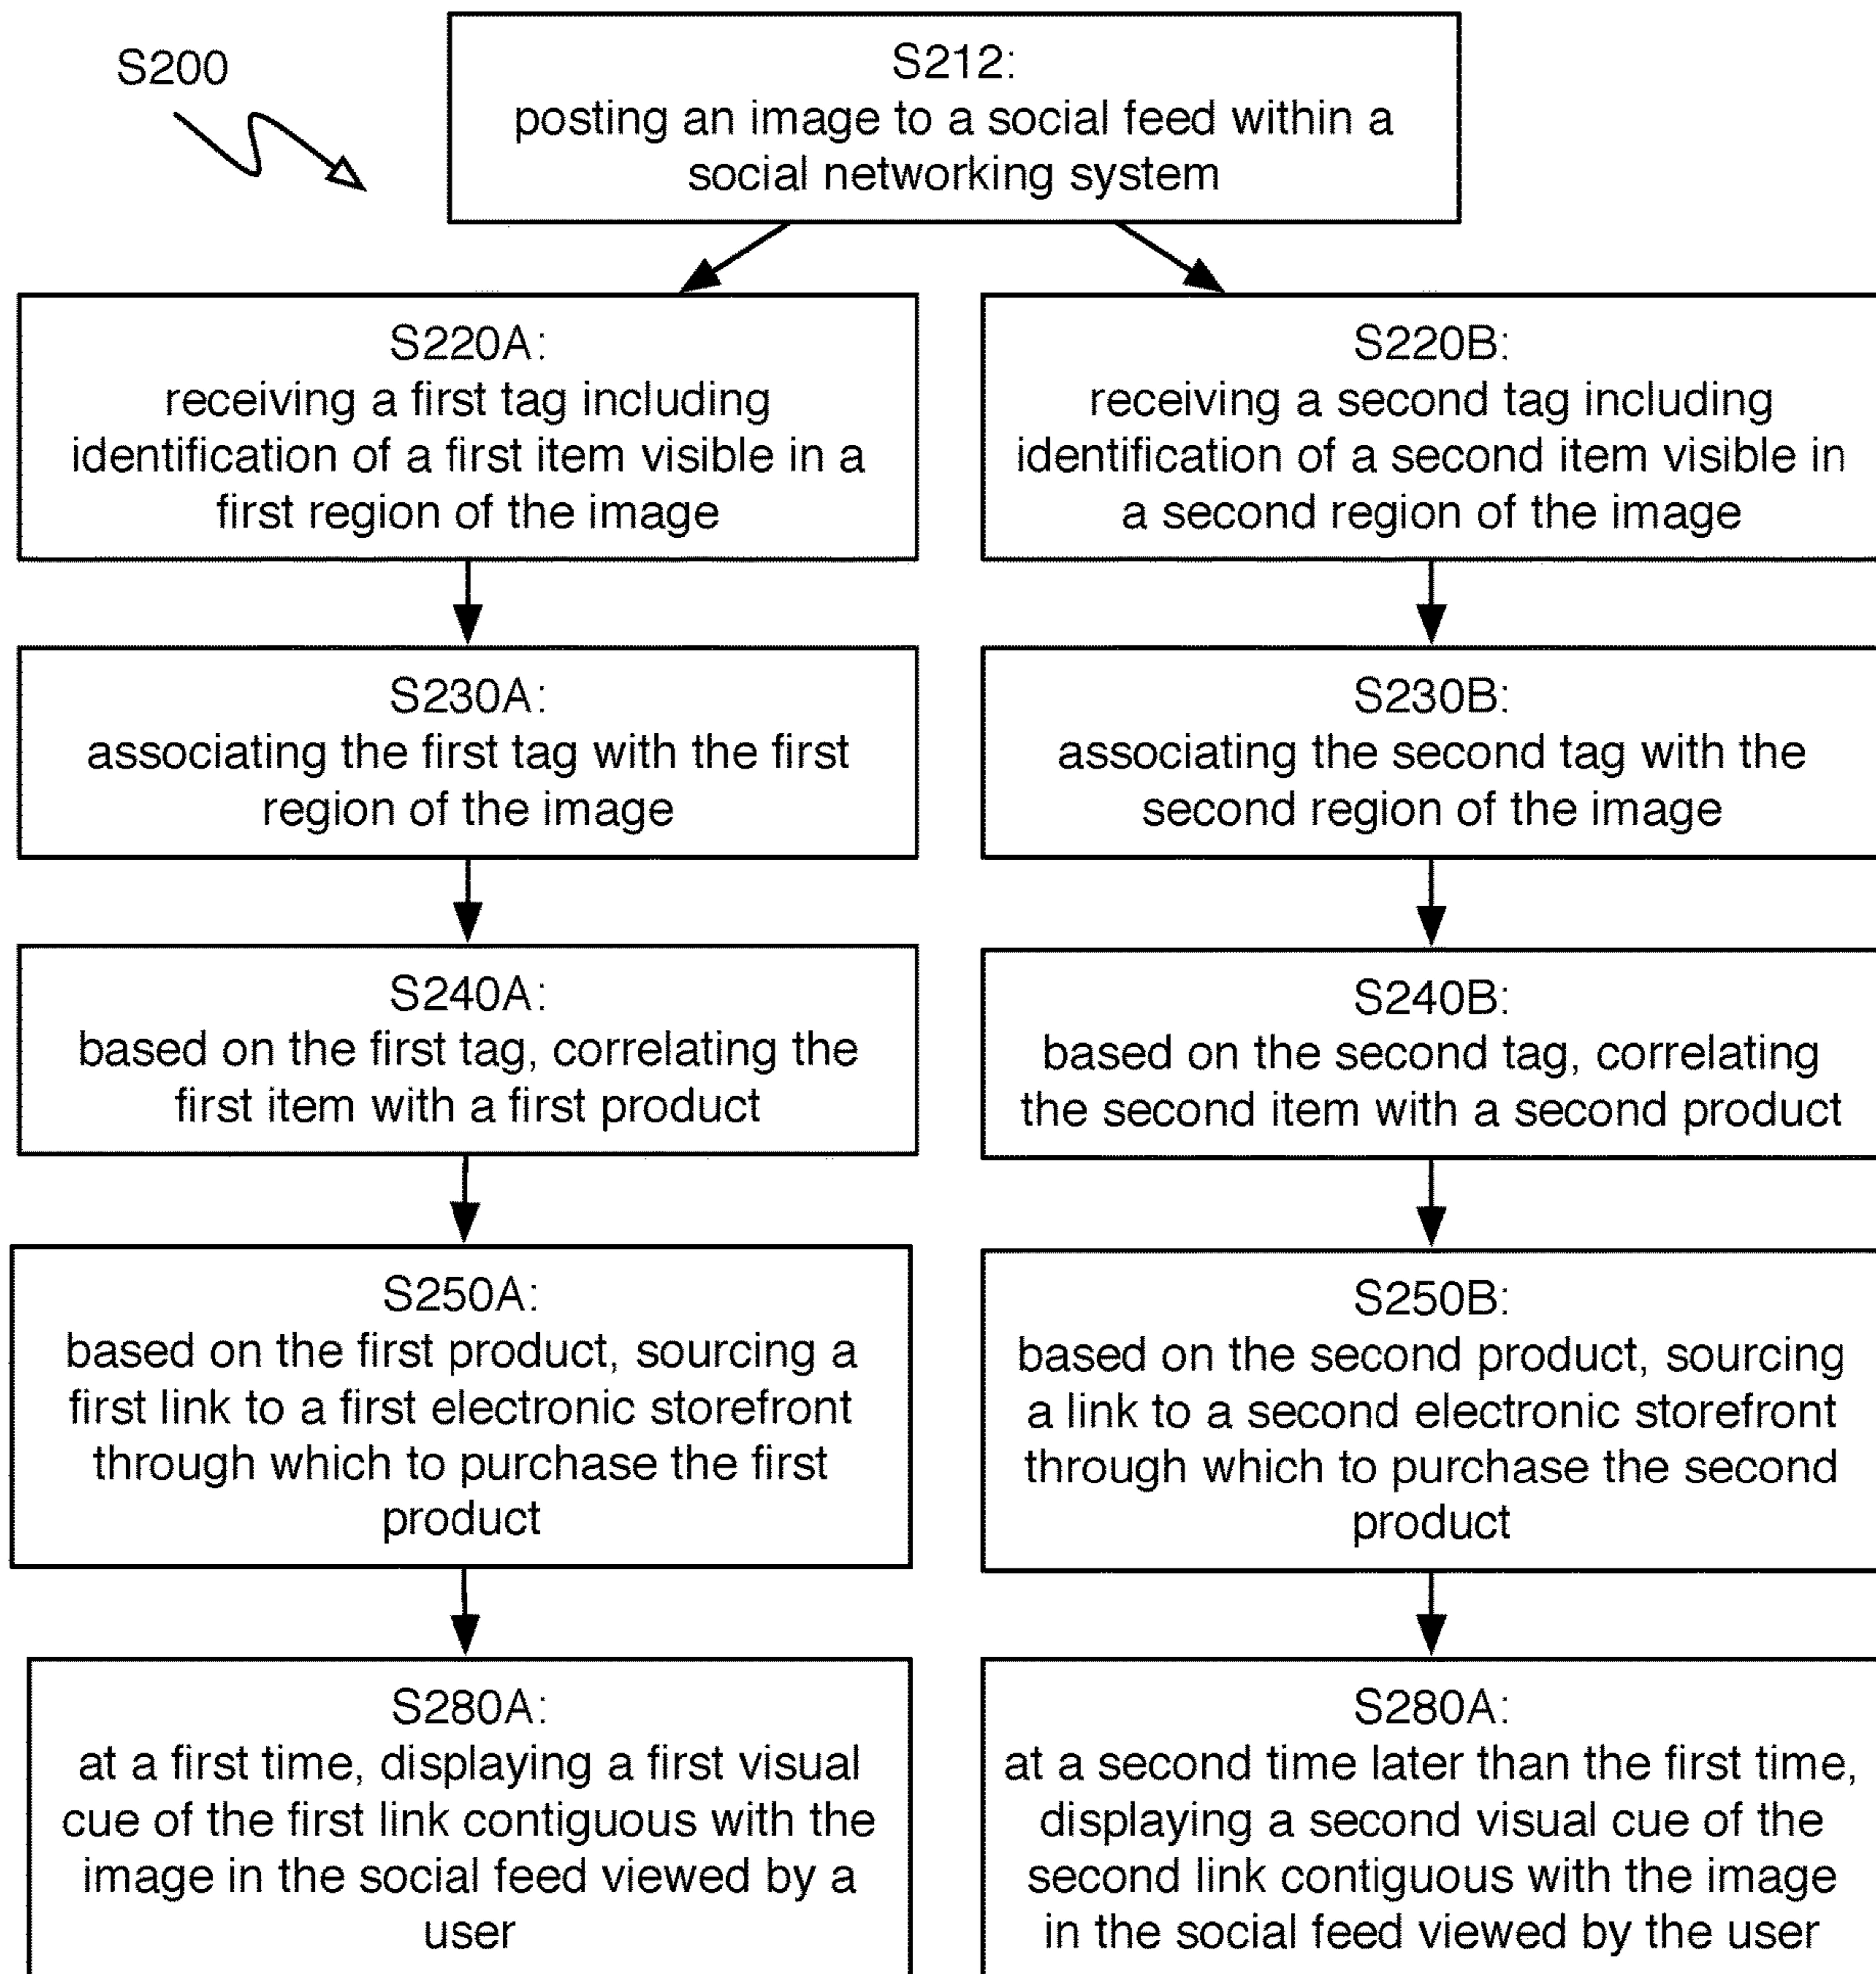 S200
S212:
posting an image to a social feed within a
social networking system
S220A:
receiving a first tag including
identification of a first item visible in a
first region of the image
S220B:
receiving a second tag including
identification of a second item visible in
a second region of the image
S230A:
associating the first tag with the first
region of the image
S230B:
associating the second tag with the
second region of the image
S240A:
based on the first tag, correlating the
first item with a first product
S240B:
based on the second tag, correlating
the second item with a second product
S250A:
based on the first product, sourcing a
first link to a first electronic storefront
through which to purchase the first
product
S250B:
based on the second product, sourcing
a link to a second electronic storefront
through which to purchase the second
product
S280A:
at a first time, displaying a first visual
cue of the first link contiguous with the
image in the social feed viewed by a
user
S280A:
at a second time later than the first time,
displaying a second visual cue of the
second link contiguous with the image
in the social feed viewed by the user